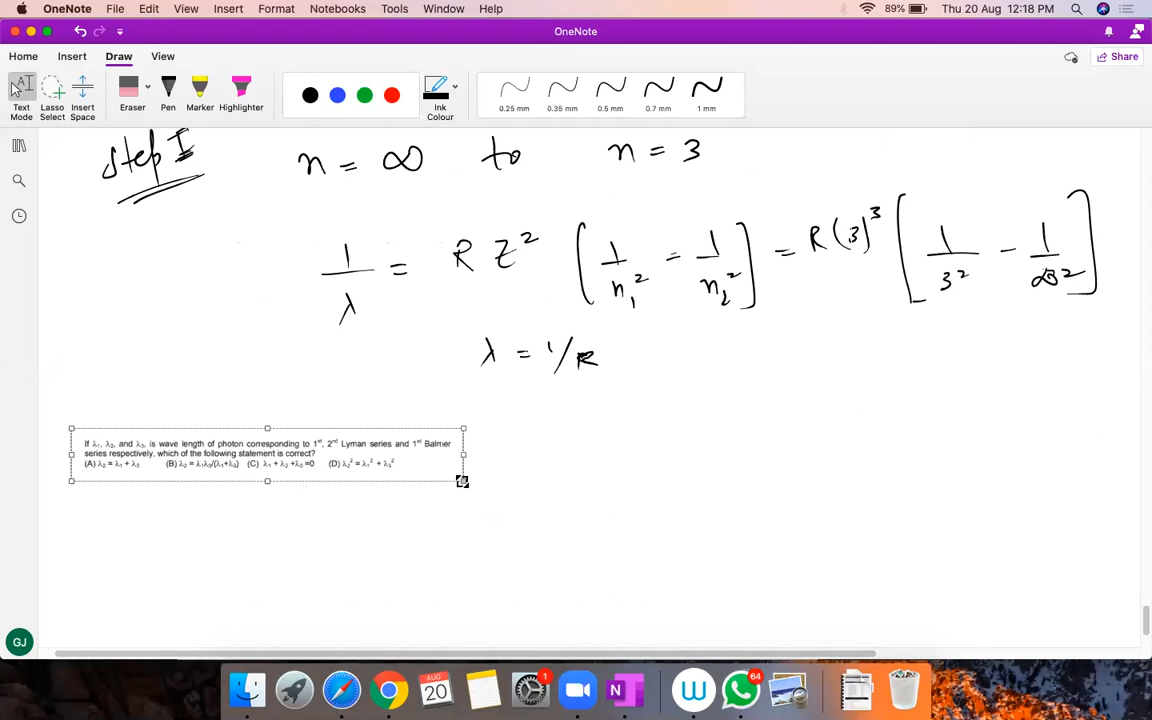 OneNote File Edit View Insert Format Notebooks Tools Window Help 89% Thu 20 Aug 12:18 PM
OneNote
Home Insert Draw View Share
Text Mode Lasso Select Insert Space Eraser Pen Marker Highlighter Ink Colour 0.25 mm 0.35 mm 0.5 mm 0.7 mm 1 mm
Step I n = ∞ to n = 3
1/λ = R Z² [1/n₁² - 1/n₂²] = R(3)³ [1/3² - 1/∞²]
λ = 1/R
If λ₁, λ₂, and λ₃, is wave length of photon corresponding to 1st, 2nd Lyman series and 1st Balmer
series respectively, which of the following statement is correct?
(A) λ₂ = λ₁ + λ₃ (B) λ₂ = λ₁λ₃/(λ₁+λ₃) (C) λ₁ + λ₂ +λ₃ =0 (D) λ₂² = λ₁² + λ₃²
GJ
AUG 20 1 64